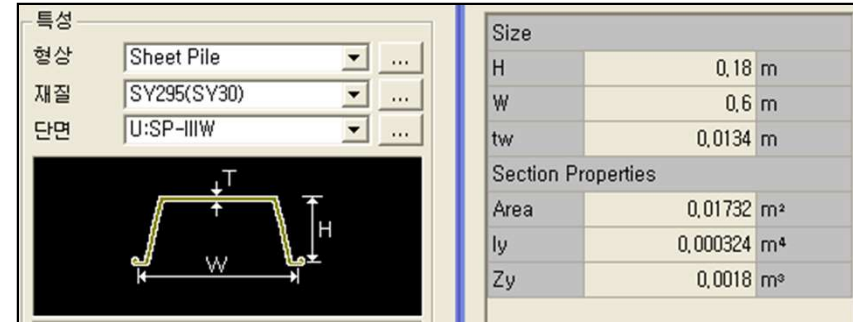 특성
형상 Sheet Pile ...
재질 SY295(SY30) ...
단면 U:SP-IIIW ...
T
H
W
Size
H 0,18 m
W 0,6 m
tw 0,0134 m
Section Properties
Area 0,01732 m²
Iy 0,000324 m⁴
Zy 0,0018 m³